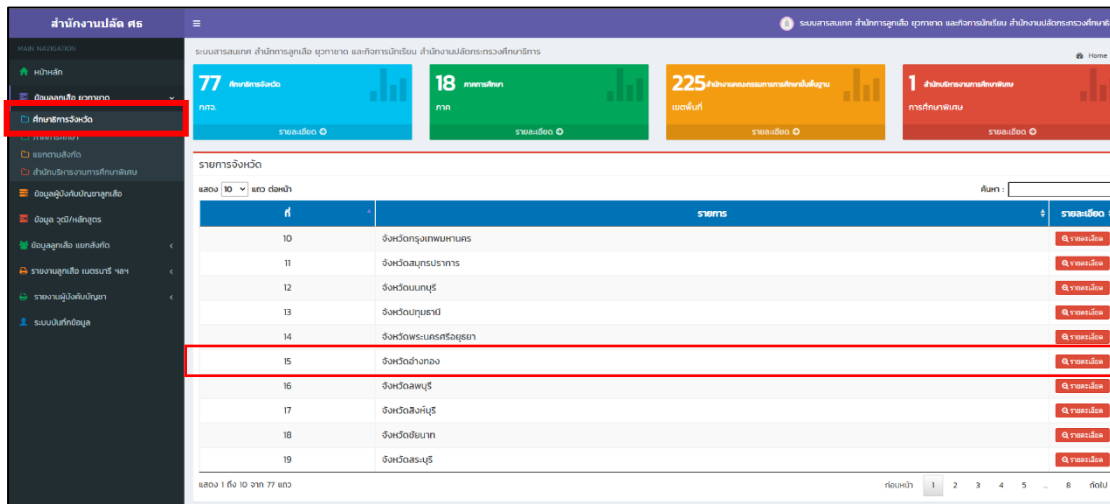 สำนักงานปลัด ศธ
ระบบสารสนเทศ สำนักการลูกเสือ ยุวกาชาด และกิจการนักเรียน สำนักงานปลัดกระทรวงศึกษาธิ
MAIN NAVIGATION
หน้าหลัก
ข้อมูลลูกเสือ ยุวกาชาด
ศึกษาธิการจังหวัด
แยกตามสังกัด
สำนักบริหารงานการศึกษาพิเศษ
ข้อมูลผู้บังคับบัญชาลูกเสือ
ข้อมูล วุฒิ/หลักสูตร
ข้อมูลลูกเสือ แยกสังกัด
รายงานลูกเสือ เนตรนารี ฯลฯ
รายงานผู้บังคับบัญชา
ระบบบันทึกข้อมูล
ระบบสารสนเทศ สำนักการลูกเสือ ยุวกาชาด และกิจการนักเรียน สำนักงานปลัดกระทรวงศึกษาธิการ
Home
77 ศึกษาธิการจังหวัด
กศจ.
รายละเอียด
18 ภาคการศึกษา
ภาค
รายละเอียด
225 สำนักงานคณะกรรมการการศึกษาขั้นพื้นฐาน
เขตพื้นที่
รายละเอียด
1 สำนักบริหารงานการศึกษาพิเศษ
การศึกษาพิเศษ
รายละเอียด
รายการจังหวัด
แสดง 10 แถว ต่อหน้า
ค้นหา :
ที่ รายการ รายละเอียด
10 จังหวัดกรุงเทพมหานคร รายละเอียด
11 จังหวัดสมุทรปราการ รายละเอียด
12 จังหวัดนนทบุรี รายละเอียด
13 จังหวัดปทุมธานี รายละเอียด
14 จังหวัดพระนครศรีอยุธยา รายละเอียด
15 จังหวัดอ่างทอง รายละเอียด
16 จังหวัดลพบุรี รายละเอียด
17 จังหวัดสิงห์บุรี รายละเอียด
18 จังหวัดชัยนาท รายละเอียด
19 จังหวัดสระบุรี รายละเอียด
แสดง 1 ถึง 10 จาก 77 แถว
ก่อนหน้า 1 2 3 4 5 … 8 ถัดไป